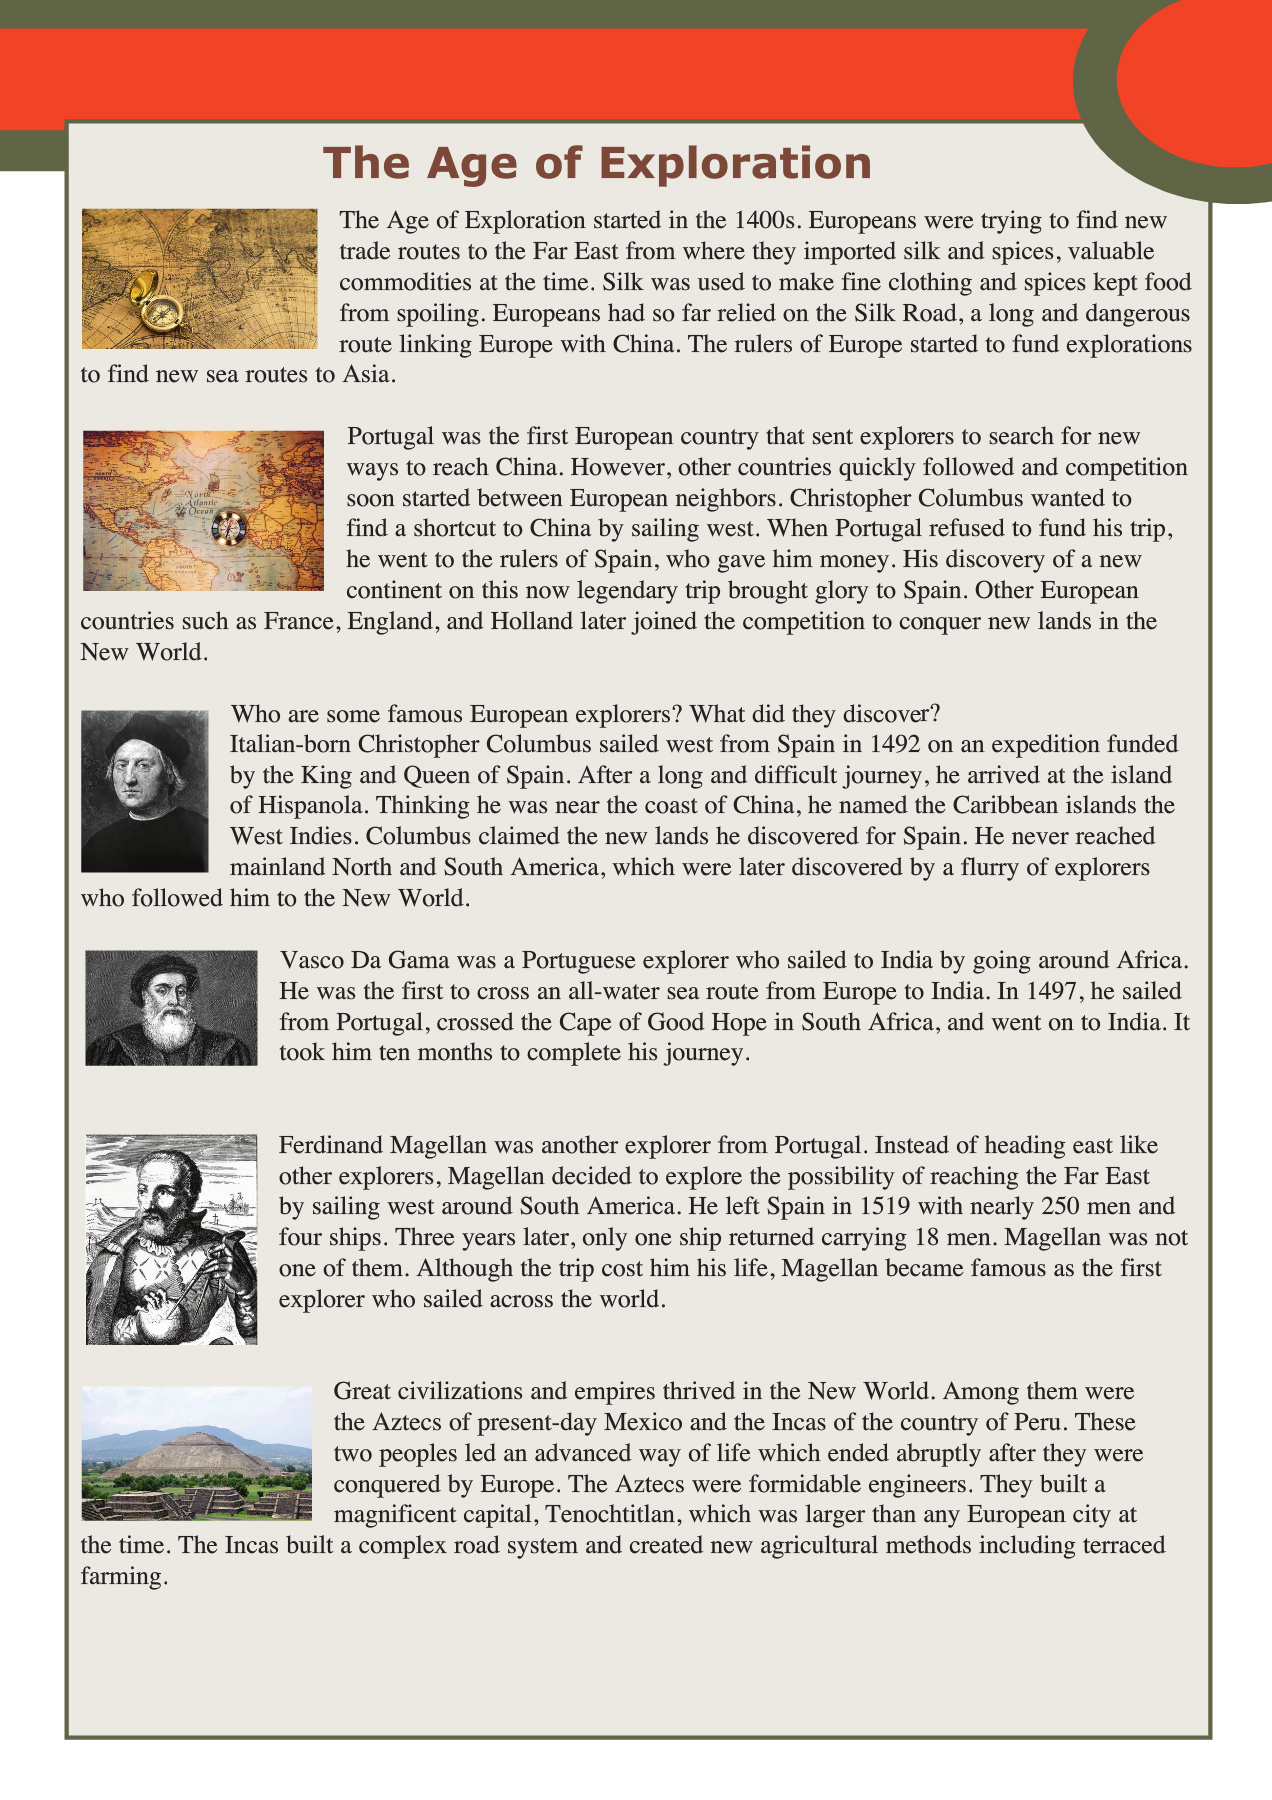 The Age of Exploration
The Age of Exploration started in the 1400s. Europeans were trying to find new
trade routes to the Far East from where they imported silk and spices, valuable
commodities at the time. Silk was used to make fine clothing and spices kept food
from spoiling. Europeans had so far relied on the Silk Road, a long and dangerous
route linking Europe with China. The rulers of Europe started to fund explorations
to find new sea routes to Asia.
North
Atlantic
Ocean
Portugal was the first European country that sent explorers to search for new
ways to reach China. However, other countries quickly followed and competition
soon started between European neighbors. Christopher Columbus wanted to
find a shortcut to China by sailing west. When Portugal refused to fund his trip,
he went to the rulers of Spain, who gave him money. His discovery of a new
continent on this now legendary trip brought glory to Spain. Other European
countries such as France, England, and Holland later joined the competition to conquer new lands in the
New World.
Who are some famous European explorers? What did they discover?
Italian-born Christopher Columbus sailed west from Spain in 1492 on an expedition funded
by the King and Queen of Spain. After a long and difficult journey, he arrived at the island
of Hispanola. Thinking he was near the coast of China, he named the Caribbean islands the
West Indies. Columbus claimed the new lands he discovered for Spain. He never reached
mainland North and South America, which were later discovered by a flurry of explorers
who followed him to the New World.
Vasco Da Gama was a Portuguese explorer who sailed to India by going around Africa.
He was the first to cross an all-water sea route from Europe to India. In 1497, he sailed
from Portugal, crossed the Cape of Good Hope in South Africa, and went on to India. It
took him ten months to complete his journey.
Ferdinand Magellan was another explorer from Portugal. Instead of heading east like
other explorers, Magellan decided to explore the possibility of reaching the Far East
by sailing west around South America. He left Spain in 1519 with nearly 250 men and
four ships. Three years later, only one ship returned carrying 18 men. Magellan was not
one of them. Although the trip cost him his life, Magellan became famous as the first
explorer who sailed across the world.
Great civilizations and empires thrived in the New World. Among them were
the Aztecs of present-day Mexico and the Incas of the country of Peru. These
two peoples led an advanced way of life which ended abruptly after they were
conquered by Europe. The Aztecs were formidable engineers. They built a
magnificent capital, Tenochtitlan, which was larger than any European city at
the time. The Incas built a complex road system and created new agricultural methods including terraced
farming.